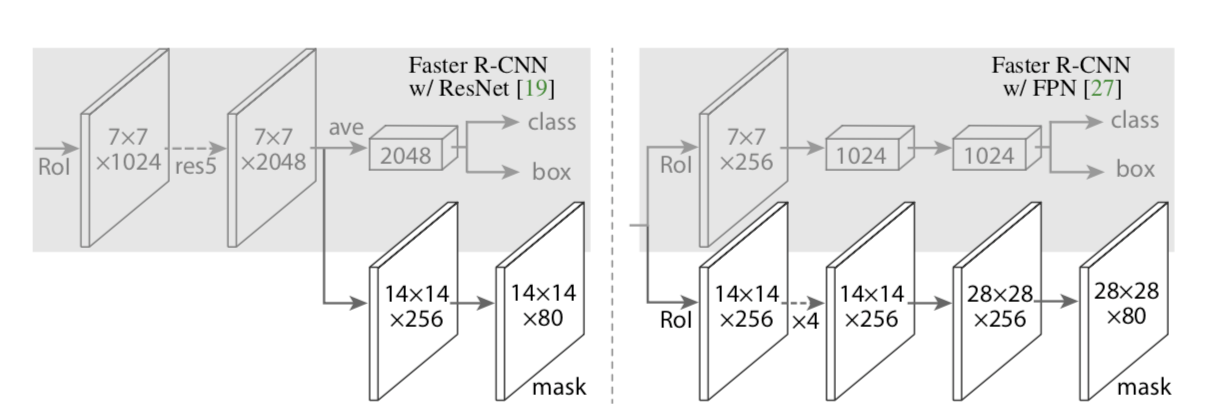 Faster R-CNN
w/ ResNet [19]
RoI
7×7
×1024
res5
7×7
×2048
ave
2048
class
box
14×14
×256
14×14
×80
mask
Faster R-CNN
w/ FPN [27]
RoI
7×7
×256
1024
1024
class
box
RoI
14×14
×256
×4
14×14
×256
28×28
×256
28×28
×80
mask